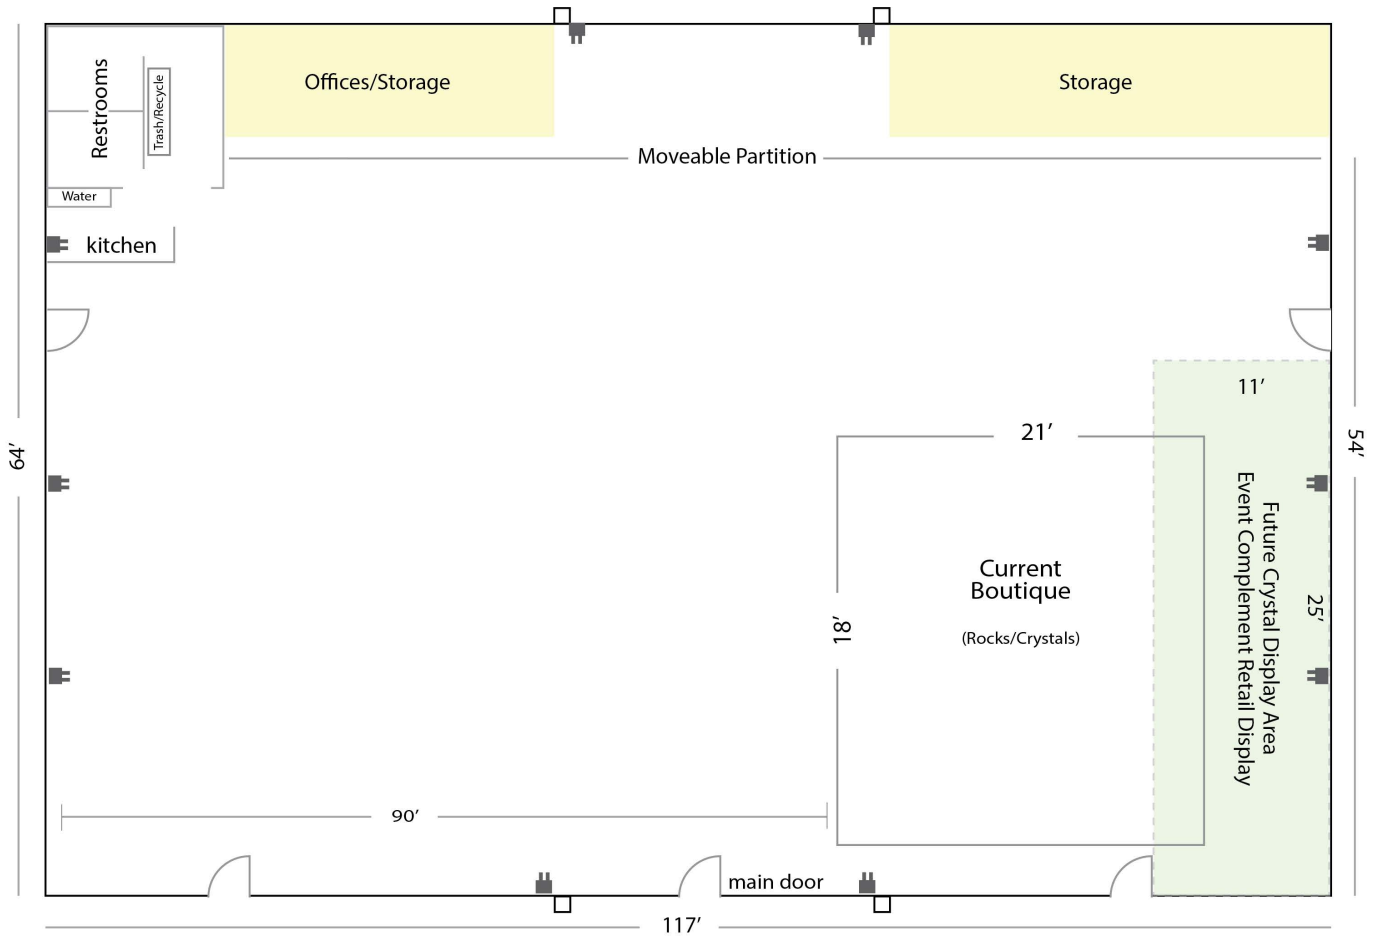 Restrooms
Trash/Recycle
Offices/Storage
Storage
Moveable Partition
Water
kitchen
64’
54’
11’
21’
Current
Boutique
(Rocks/Crystals)
18’
Future Crystal Display Area
Event Complement Retail Display
25’
90’
main door
117’